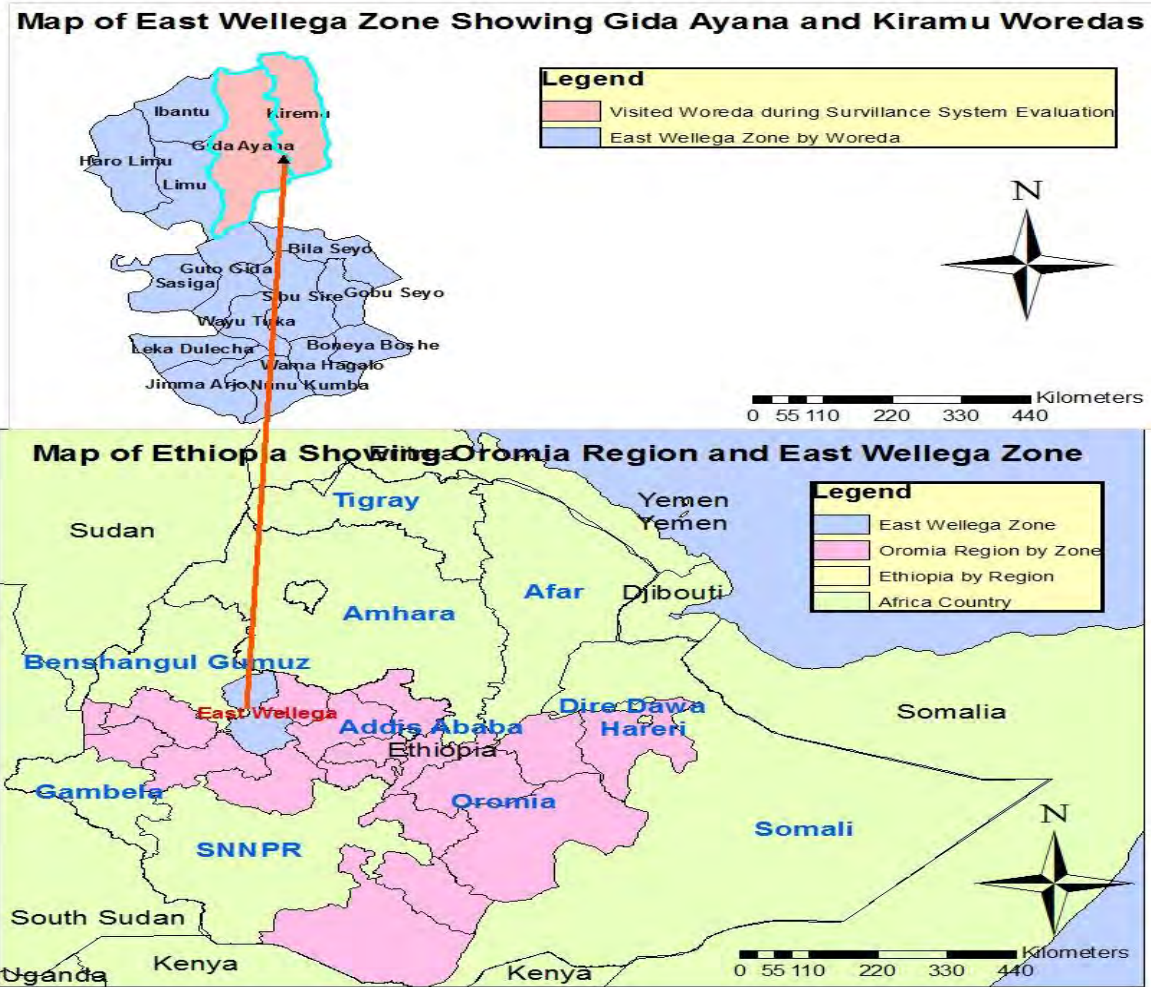 Map of East Wellega Zone Showing Gida Ayana and Kiramu Woredas
Legend
Visited Woreda during Survillance System Evaluation
East Wellega Zone by Woreda
Ibantu
Kiremu
Gida Ayana
Haro Limu
Limu
N
Bila Seyo
Guto Gida
Sasiga
Sibu Sire
Gobu Seyo
Wayu Tuka
Leka Dulecha
Boneya Boshe
Wama Hagalo
Jimma Arjo
Nunu Kumba
Kilometers
0 55 110 220 330 440
Map of Ethiopia Showing Oromia Region and East Wellega Zone
Eritrea
Legend
East Wellega Zone
Oromia Region by Zone
Ethiopia by Region
Africa Country
Tigray
Yemen
Yemen
Sudan
Afar
Djibouti
Amhara
Benshangul Gumuz
East Wellega
Addis Ababa
Dire Dawa
Hareri
Somalia
Ethiopia
Gambela
Oromia
Somali
SNNPR
N
South Sudan
Kenya
Uganda
Kenya
Kilometers
0 55 110 220 330 440